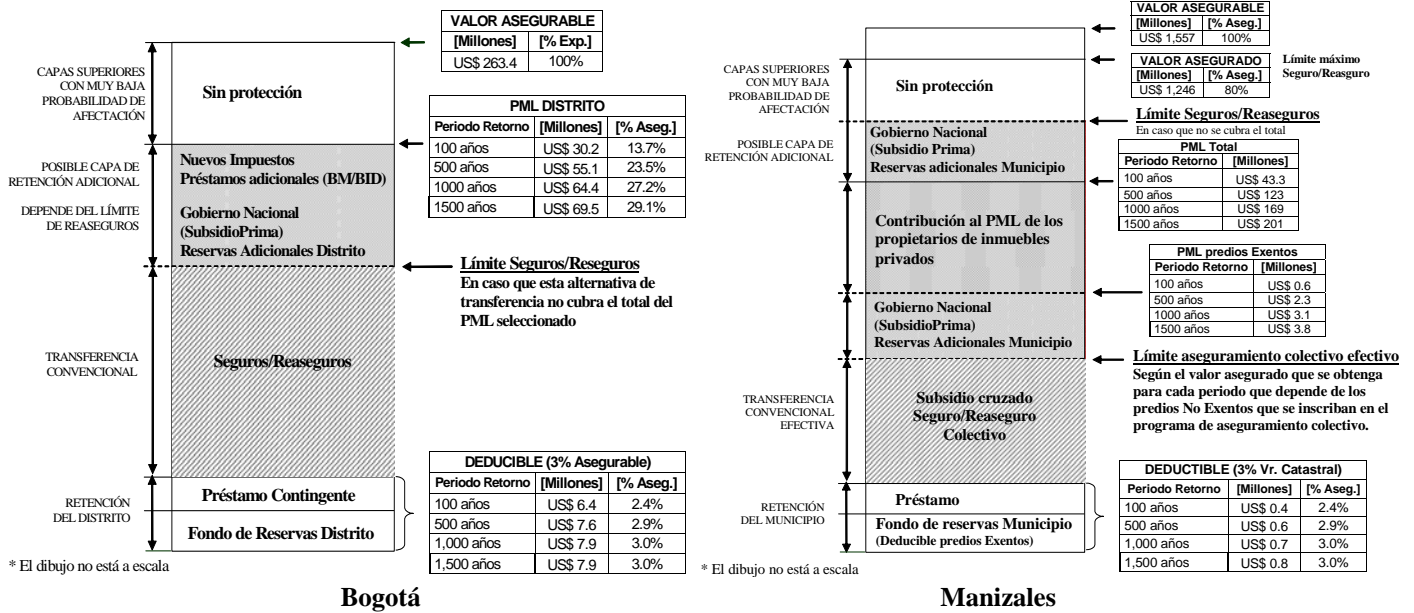 VALOR ASEGURABLE
[Millones] [% Exp.]
US$ 263.4 100%
CAPAS SUPERIORES
CON MUY BAJA
PROBABILIDAD DE
AFECTACIÓN
Sin protección
PML DISTRITO
Periodo Retorno [Millones] [% Aseg.]
100 años US$ 30.2 13.7%
500 años US$ 55.1 23.5%
1000 años US$ 64.4 27.2%
1500 años US$ 69.5 29.1%
POSIBLE CAPA DE
RETENCIÓN ADICIONAL
DEPENDE DEL LÍMITE
DE REASEGUROS
Nuevos Impuestos
Préstamos adicionales (BM/BID)
Gobierno Nacional
(SubsidioPrima)
Reservas Adicionales Distrito
Límite Seguros/Reseguros
En caso que esta alternativa de
transferencia no cubra el total del
PML seleccionado
TRANSFERENCIA
CONVENCIONAL
Seguros/Reaseguros
DEDUCIBLE (3% Asegurable)
Periodo Retorno [Millones] [% Aseg.]
100 años US$ 6.4 2.4%
500 años US$ 7.6 2.9%
1,000 años US$ 7.9 3.0%
1,500 años US$ 7.9 3.0%
RETENCIÓN
DEL DISTRITO
Préstamo Contingente
Fondo de Reservas Distrito
* El dibujo no está a escala
Bogotá
VALOR ASEGURABLE
[Millones] [% Aseg.]
US$ 1,557 100%
VALOR ASEGURADO
[Millones] [% Aseg.]
US$ 1,246 80%
Límite máximo
Seguro/Reasguro
CAPAS SUPERIORES
CON MUY BAJA
PROBABILIDAD DE
AFECTACIÓN
Sin protección
Límite Seguros/Reaseguros
En caso que no se cubra el total
POSIBLE CAPA DE
RETENCIÓN ADICIONAL
Gobierno Nacional
(Subsidio Prima)
Reservas adicionales Municipio
PML Total
Periodo Retorno [Millones]
100 años US$ 43.3
500 años US$ 123
1000 años US$ 169
1500 años US$ 201
Contribución al PML de los
propietarios de inmuebles
privados
PML predios Exentos
Periodo Retorno [Millones]
100 años US$ 0.6
500 años US$ 2.3
1000 años US$ 3.1
1500 años US$ 3.8
Gobierno Nacional
(SubsidioPrima)
Reservas Adicionales Municipio
Límite aseguramiento colectivo efectivo
Según el valor asegurado que se obtenga
para cada periodo que depende de los
predios No Exentos que se inscriban en el
programa de aseguramiento colectivo.
TRANSFERENCIA
CONVENCIONAL
EFECTIVA
Subsidio cruzado
Seguro/Reaseguro
Colectivo
DEDUCTIBLE (3% Vr. Catastral)
Periodo Retorno [Millones] [% Aseg.]
100 años US$ 0.4 2.4%
500 años US$ 0.6 2.9%
1,000 años US$ 0.7 3.0%
1,500 años US$ 0.8 3.0%
RETENCIÓN
DEL MUNICIPIO
Préstamo
Fondo de reservas Municipio
(Deducible predios Exentos)
* El dibujo no está a escala
Manizales